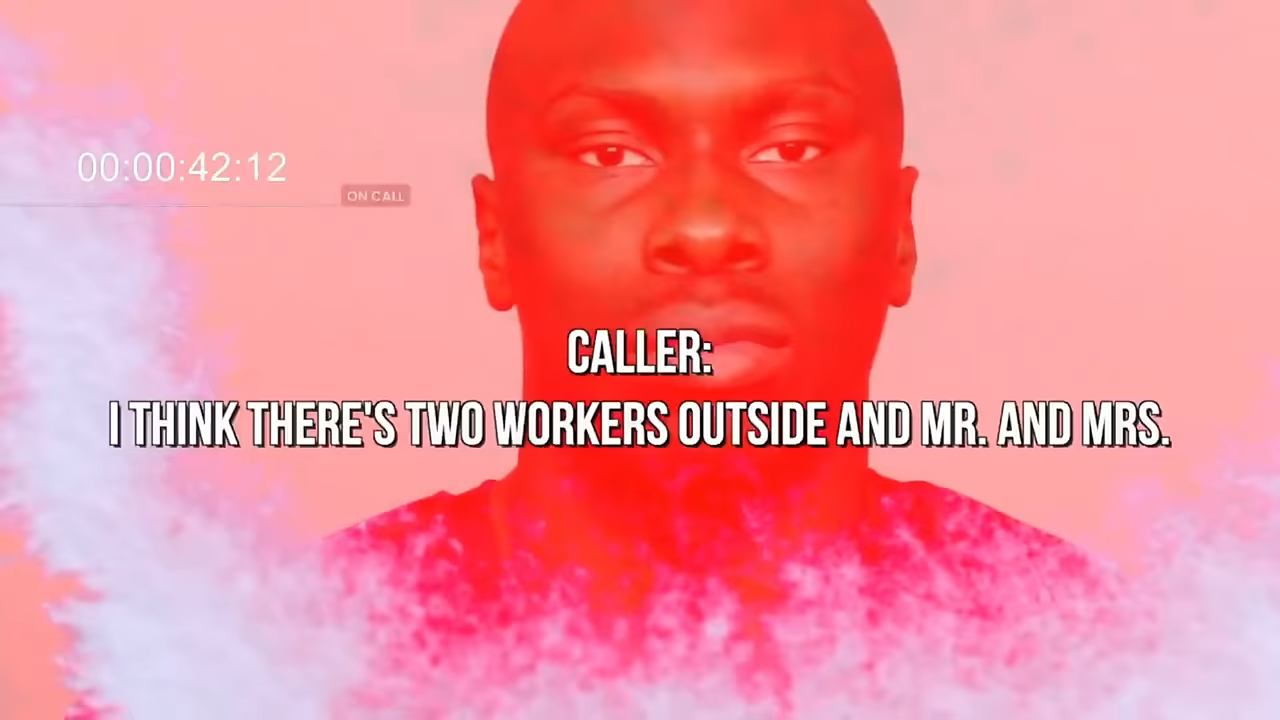 00:00:42:12
ON CALL
CALLER:
I THINK THERE'S TWO WORKERS OUTSIDE AND MR. AND MRS.